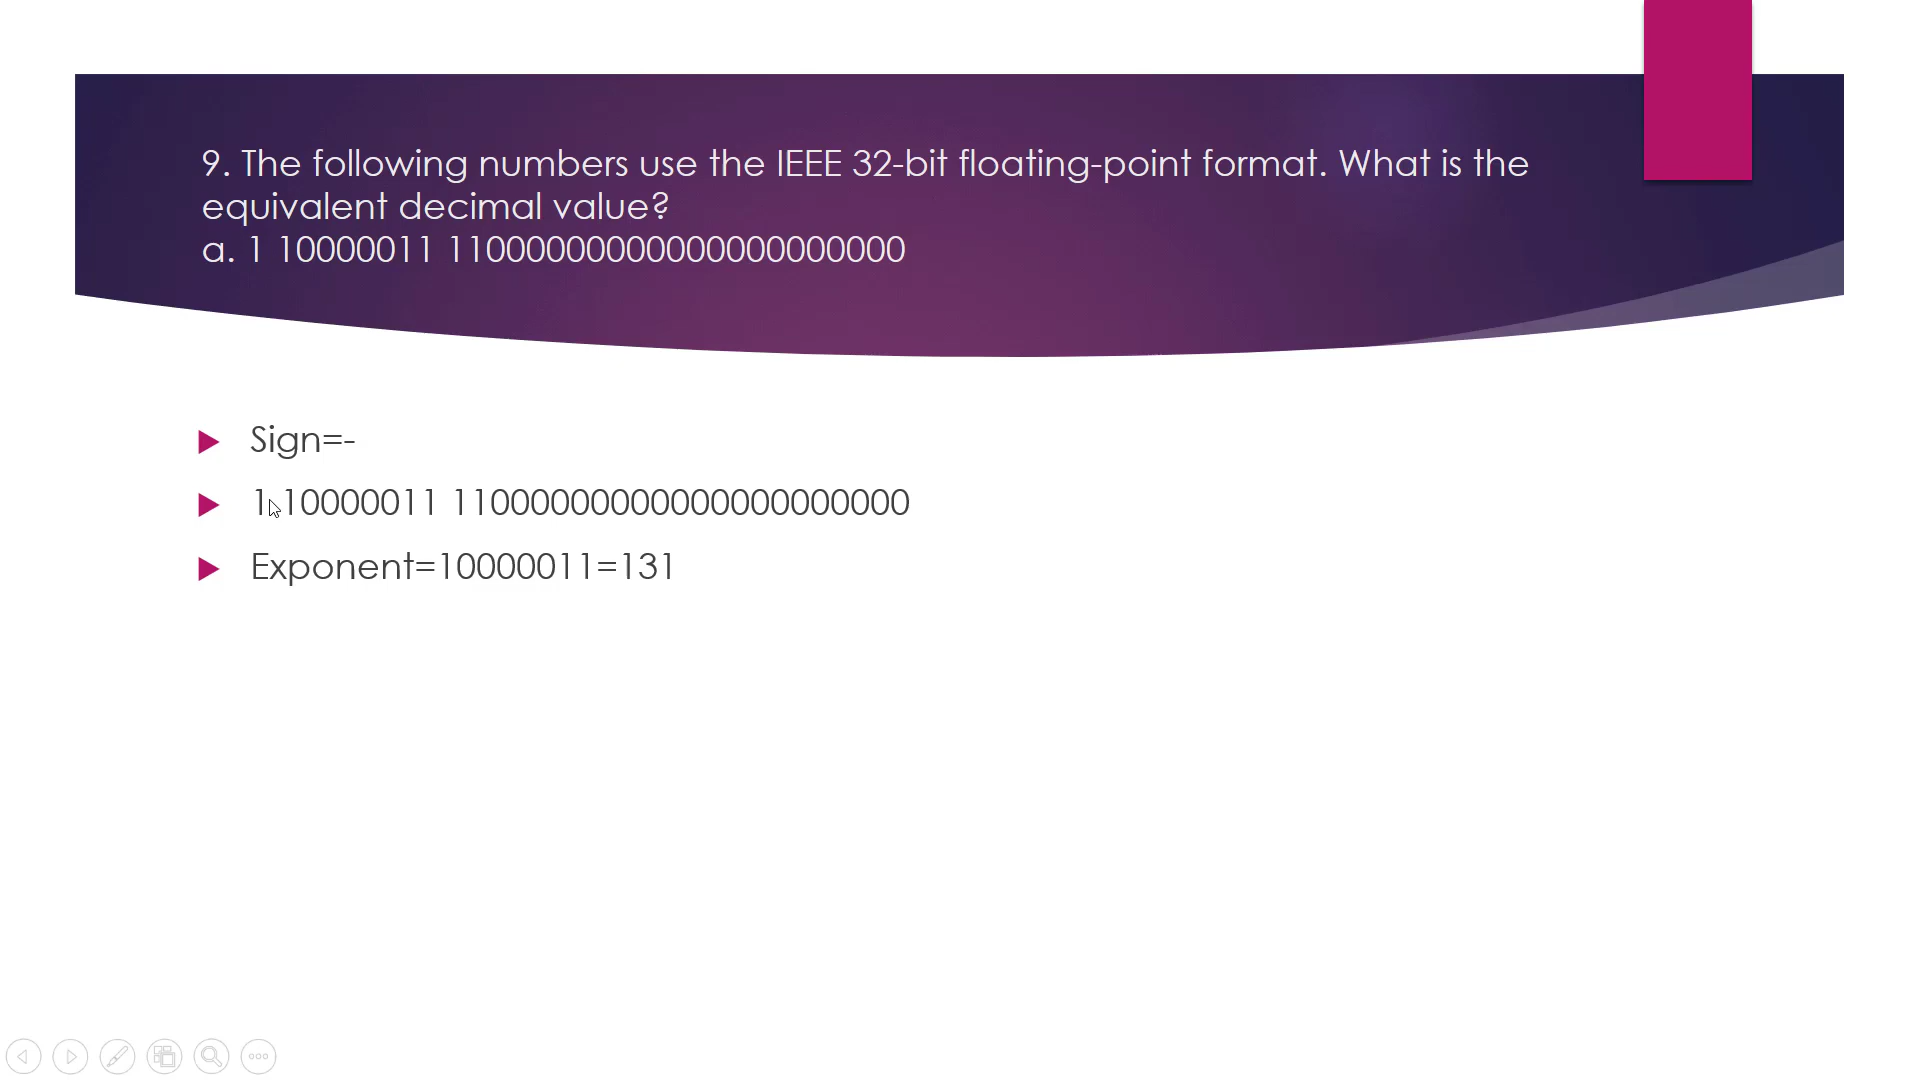 9. The following numbers use the IEEE 32-bit floating-point format. What is the
equivalent decimal value?
a. 1 10000011 11000000000000000000000
Sign=-
1 10000011 11000000000000000000000
Exponent=10000011=131